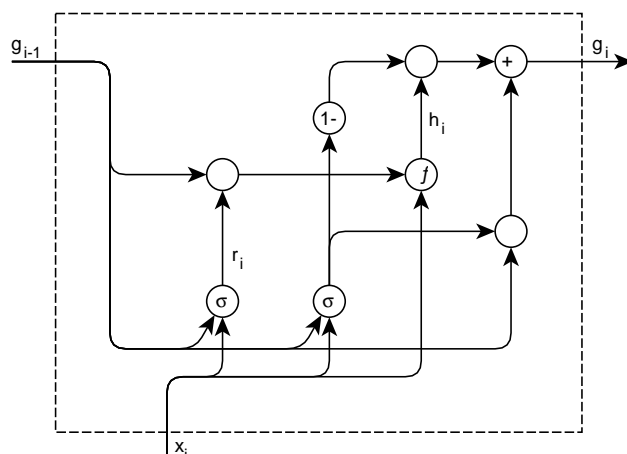 g_{i-1}
+
g_i
1-
h_i
ƒ
r_i
σ
σ
x_i